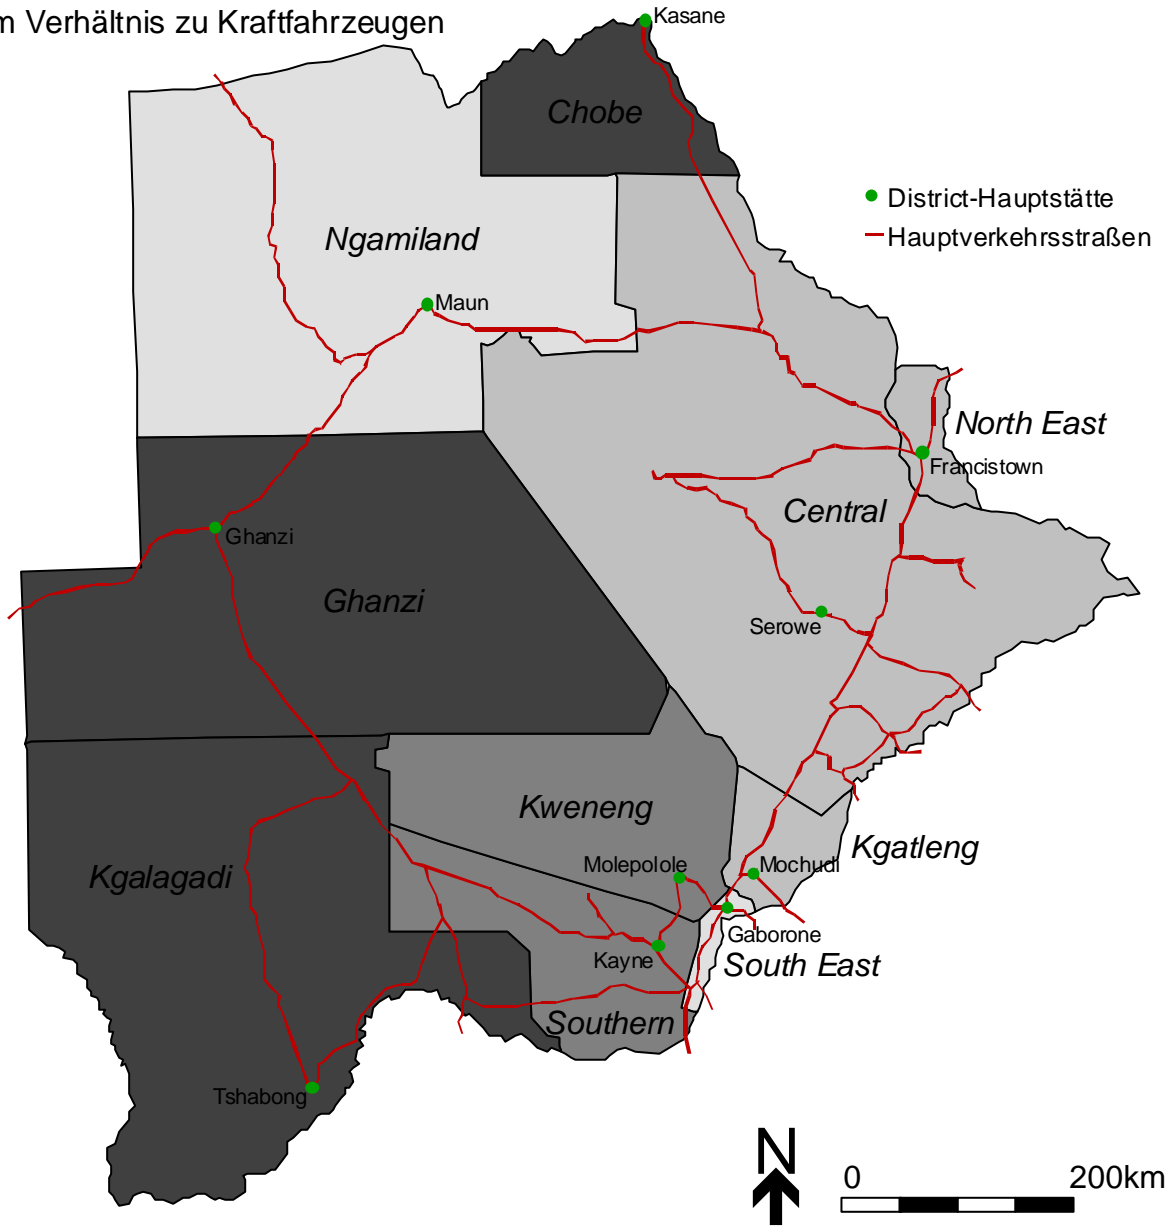 m Verhältnis zu Kraftfahrzeugen
Kasane
Chobe
District-Hauptstätte
Hauptverkehrsstraßen
Ngamiland
Maun
North East
Francistown
Central
Ghanzi
Ghanzi
Serowe
Kweneng
Kgatleng
Molepolole
Mochudi
Kgalagadi
Gaborone
Kayne
South East
Southern
Tshabong
N
0
200km